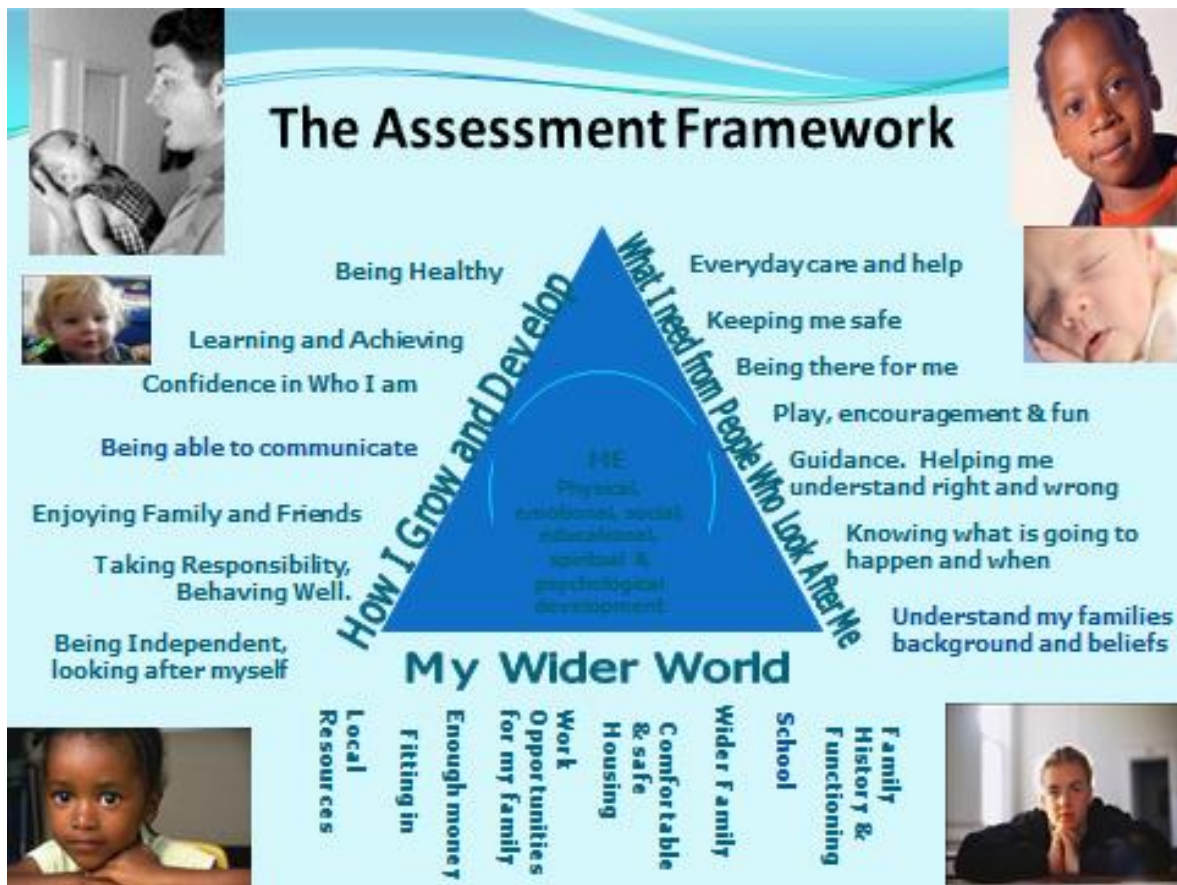 The Assessment Framework
Being Healthy
Learning and Achieving
Confidence in Who I am
Being able to communicate
Enjoying Family and Friends
Taking Responsibility,
Behaving Well.
Being Independent,
looking after myself
How I Grow and Develop
What I need from People Who Look After Me
Everyday care and help
Keeping me safe
Being there for me
Play, encouragement & fun
Guidance. Helping me
understand right and wrong
Knowing what is going to
happen and when
Understand my families
background and beliefs
ME
Physical,
emotional, social,
educational,
spiritual &
psychological
development
My Wider World
Local
Resources
Fitting in
Enough money
Work
Opportunities
for my family
Comfortable
& safe
Housing
Wider Family
School
Family
History &
Functioning